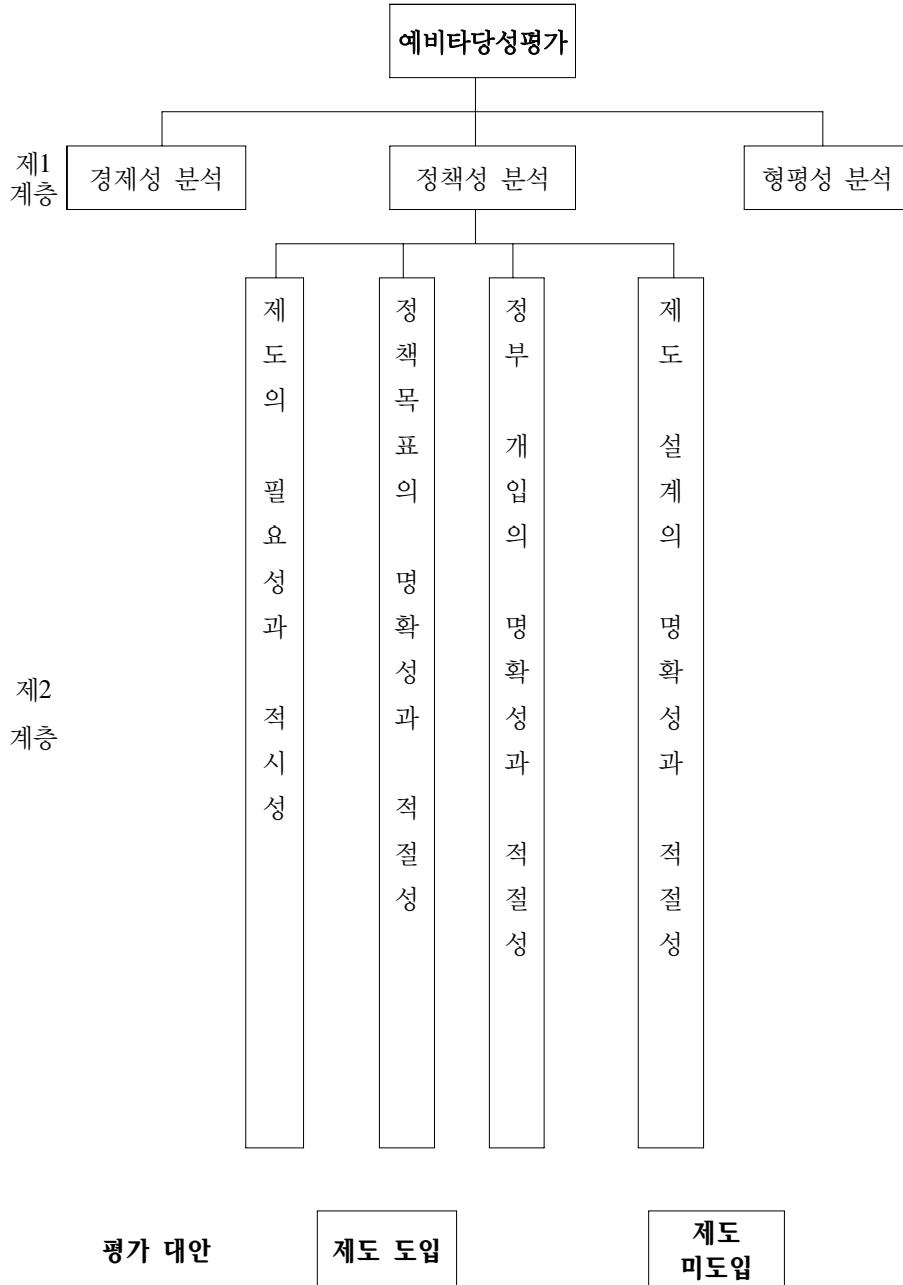 예비타당성평가
제1
계층
경제성 분석
정책성 분석
형평성 분석
제도의 필요성과 적시성
정책목표의 명확성과 적절성
정부 개입의 명확성과 적절성
제도 설계의 명확성과 적절성
제2
계층
평가 대안
제도 도입
제도
미도입